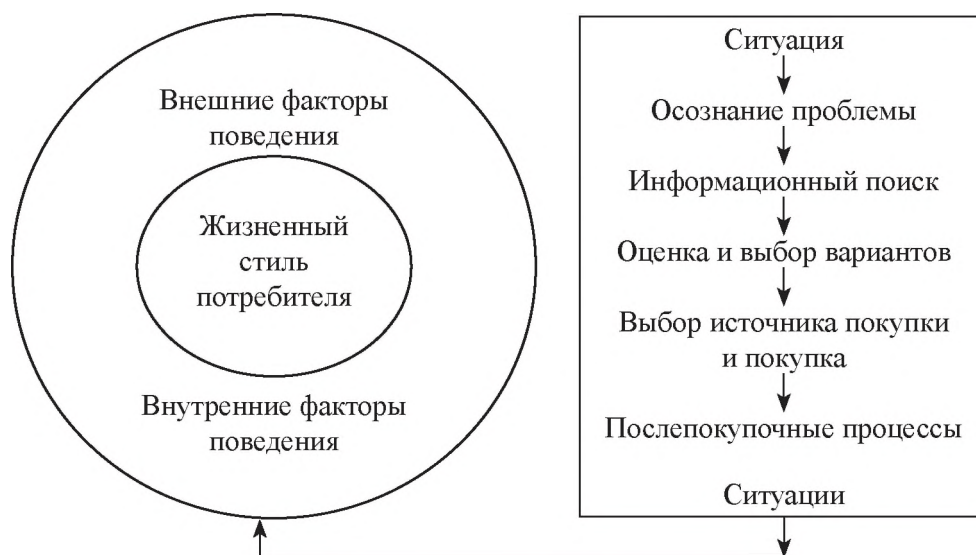 Внешние факторы
поведения
Жизненный
стиль
потребителя
Внутренние факторы
поведения
Ситуация
Осознание проблемы
Информационный поиск
Оценка и выбор вариантов
Выбор источника покупки
и покупка
Послепокупочные процессы
Ситуации